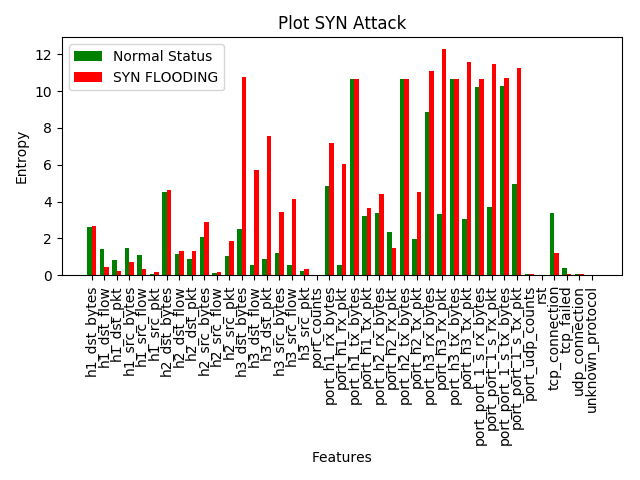 Plot SYN Attack
Normal Status
SYN FLOODING
Entropy
12
10
8
6
4
2
0
h1_dst_bytes
h1_dst_flow
h1_dst_pkt
h1_src_bytes
h1_src_flow
h1_src_pkt
h2_dst_bytes
h2_dst_flow
h2_dst_pkt
h2_src_bytes
h2_src_flow
h2_src_pkt
h3_dst_bytes
h3_dst_flow
h3_dst_pkt
h3_src_bytes
h3_src_flow
h3_src_pkt
port_counts
port_h1_rx_bytes
port_h1_rx_pkt
port_h1_tx_bytes
port_h1_tx_pkt
port_h2_rx_bytes
port_h2_rx_pkt
port_h2_tx_bytes
port_h2_tx_pkt
port_h3_rx_bytes
port_h3_rx_pkt
port_h3_tx_bytes
port_h3_tx_pkt
port_port_1_s_rx_bytes
port_port_1_s_rx_pkt
port_port_1_s_tx_bytes
port_port_1_s_tx_pkt
port_udp_counts
rst
tcp_connection
tcp_failed
udp_connection
unknown_protocol
Features